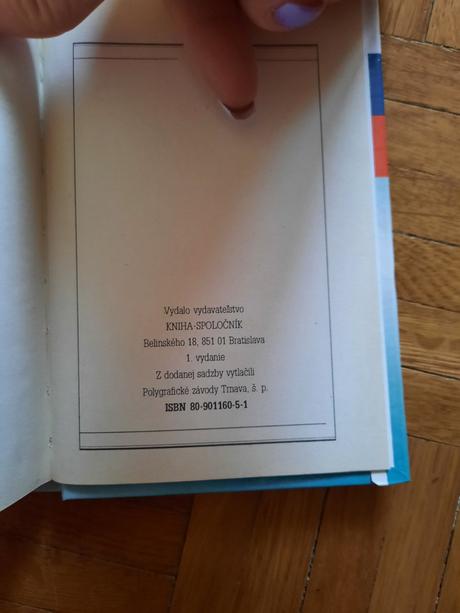 Vydalo vydavateľstvo
KNIHA-SPOLOČNÍK
Belinského 18, 851 01 Bratislava
1. vydanie
Z dodanej sadzby vytlačili
Polygrafické závody Trnava, š. p.
ISBN 80-901160-5-1